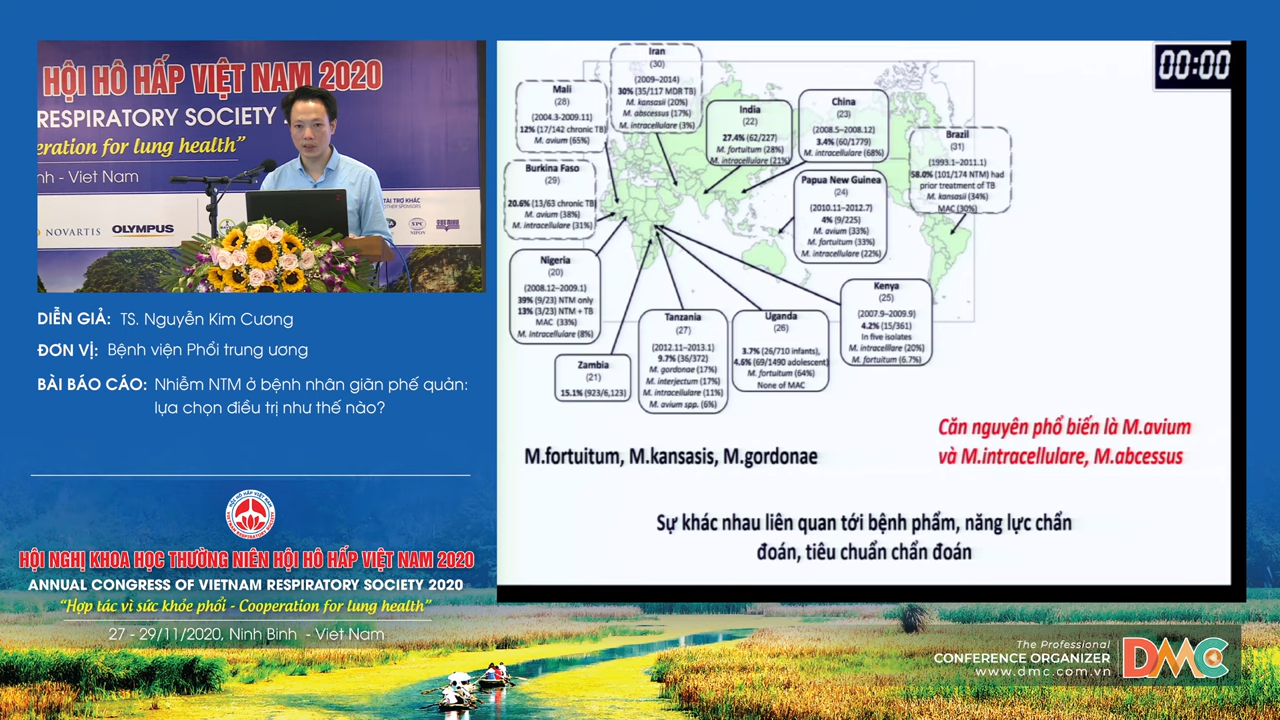 HỘI HÔ HẤP VIỆT NAM 2020
RESPIRATORY SOCIETY
eration for lung health"
nh - Viet Nam
TÀI TRỢ KHÁC
OTHER SPONSORS
NOVARTIS
OLYMPUS
NIPON
DIỄN GIẢ: TS. Nguyễn Kim Cương
ĐƠN VỊ: Bệnh viện Phổi trung ương
BÀI BÁO CÁO: Nhiễm NTM ở bệnh nhân giãn phế quản:
lựa chọn điều trị như thế nào?
HỘI HÔ HẤP VIỆT NAM
HỘI NGHỊ KHOA HỌC THƯỜNG NIÊN HỘI HÔ HẤP VIỆT NAM 2020
ANNUAL CONGRESS OF VIETNAM RESPIRATORY SOCIETY 2020
"Hợp tác vì sức khỏe phổi - Cooperation for lung health"
27 - 29/11/2020, Ninh Bình - Việt Nam
00:00
Iran
(30)
(2009-2014)
30% (35/117 MDR TB)
M. kansasii (20%)
M. abscessus (17%)
M. intracellulare (3%)
Mali
(28)
(2004.3-2009.11)
12% (17/142 chronic TB)
M. avium (65%)
India
(22)
27.4% (62/227)
M. fortuitum (28%)
M. intracellulare (21%)
China
(23)
(2008.5-2008.12)
3.4% (60/1779)
M. intracellulare (68%)
Brazil
(31)
(1993.1-2011.1)
58.0% (101/174 NTM) had
prior treatment of TB
M. kasasii (34%)
MAC (30%)
Burkina Faso
(29)
20.6% (13/63 chronic TB)
M. avium (38%)
M. intracellulare (31%)
Papua New Guinea
(24)
(2010.11-2012.7)
4% (9/225)
M. avium (33%)
M. fortuitum (33%)
M. intracellulare (22%)
Nigeria
(20)
(2008.12-2009.1)
39% (9/23) NTM only
13% (3/23) NTM + TB
MAC (33%)
M. Intracellulare (8%)
Zambia
(21)
15.1% (923/6,123)
Tanzania
(27)
(2012.11-2013.1)
9.7% (36/372)
M. gordonae (17%)
M. interjectum (17%)
M. intracellulare (11%)
M. avium spp. (6%)
Uganda
(26)
3.7% (26/710 infants),
4.6% (69/1490 adolescent)
M. fortuitum (64%)
None of MAC
Kenya
(25)
(2007.9-2009.9)
4.2% (15/361)
In five isolates
M. intracelllare (20%)
M. fortuitum (6.7%)
M.fortuitum, M.kansasis, M.gordonae
Căn nguyên phổ biến là M.avium
và M.intracellulare, M.abcessus
Sự khác nhau liên quan tới bệnh phẩm, năng lực chẩn
đoán, tiêu chuẩn chẩn đoán
The Professional
CONFERENCE ORGANIZER
www.dmc.com.vn
DMC